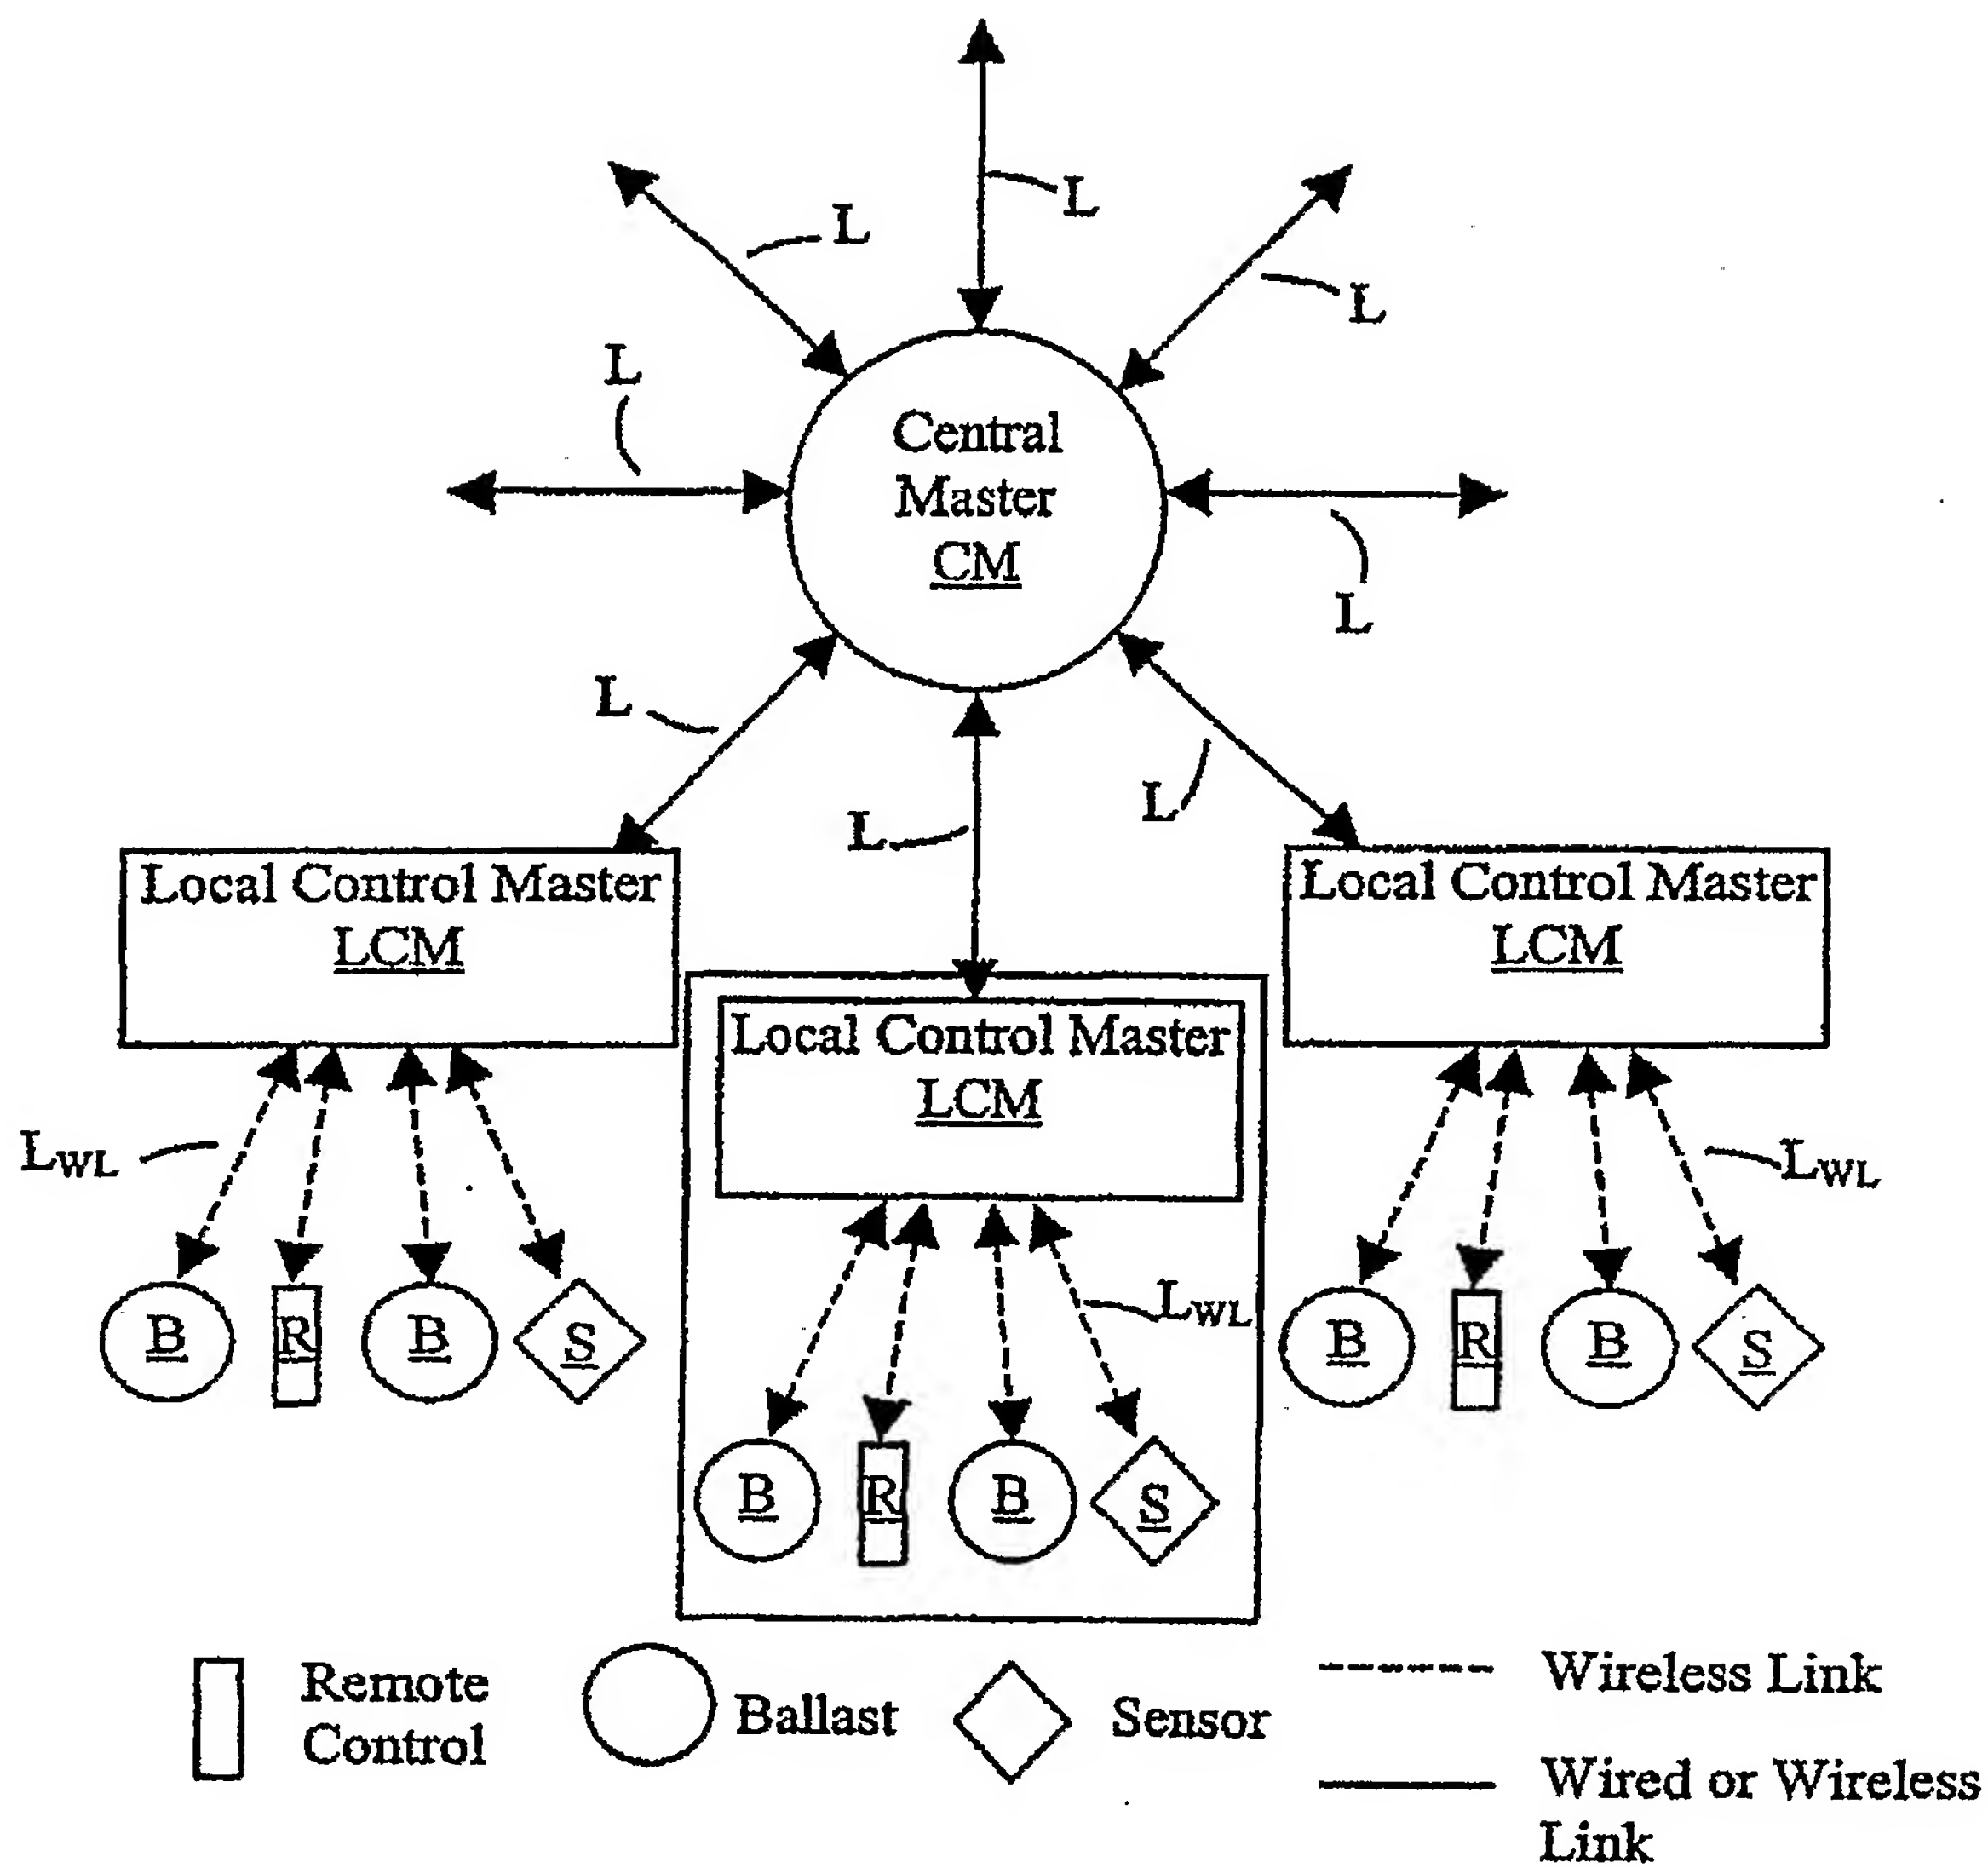 L
L
L
L
L
L
Central
Master
CM
L
L
L
Local Control Master
LCM
Local Control Master
LCM
Local Control Master
LCM
LWL
LWL
LWL
B R B S
B R B S
B R B S
Remote
Control
Ballast
Sensor
Wireless Link
Wired or Wireless
Link